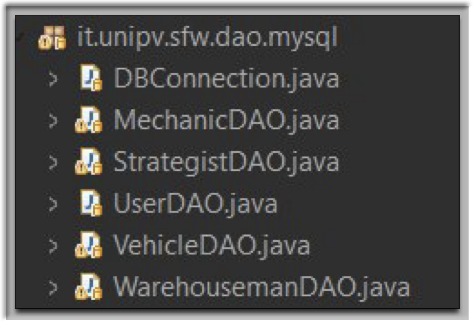 it.unipv.sfw.dao.mysql
DBConnection.java
MechanicDAO.java
StrategistDAO.java
UserDAO.java
VehicleDAO.java
WarehousemanDAO.java